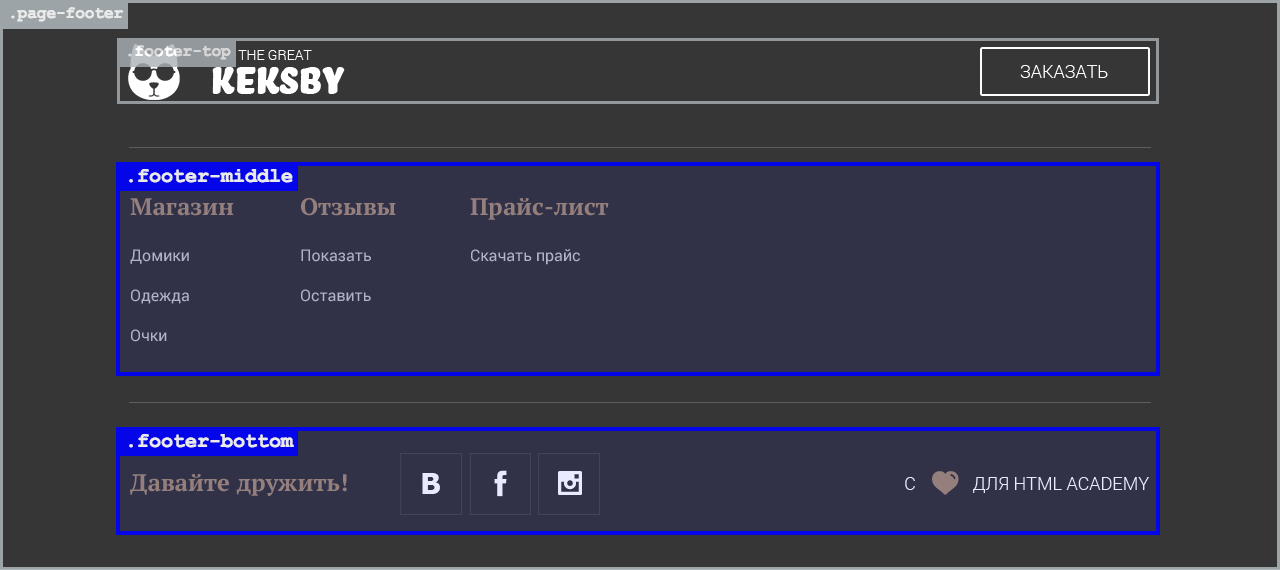 .page-footer
.footer-top
THE GREAT
KEKSBY
ЗАКАЗАТЬ
.footer-middle
Магазин Отзывы Прайс-лист
Домики Показать Скачать прайс
Одежда Оставить
Очки
.footer-bottom
Давайте дружить! В f С ДЛЯ HTML ACADEMY